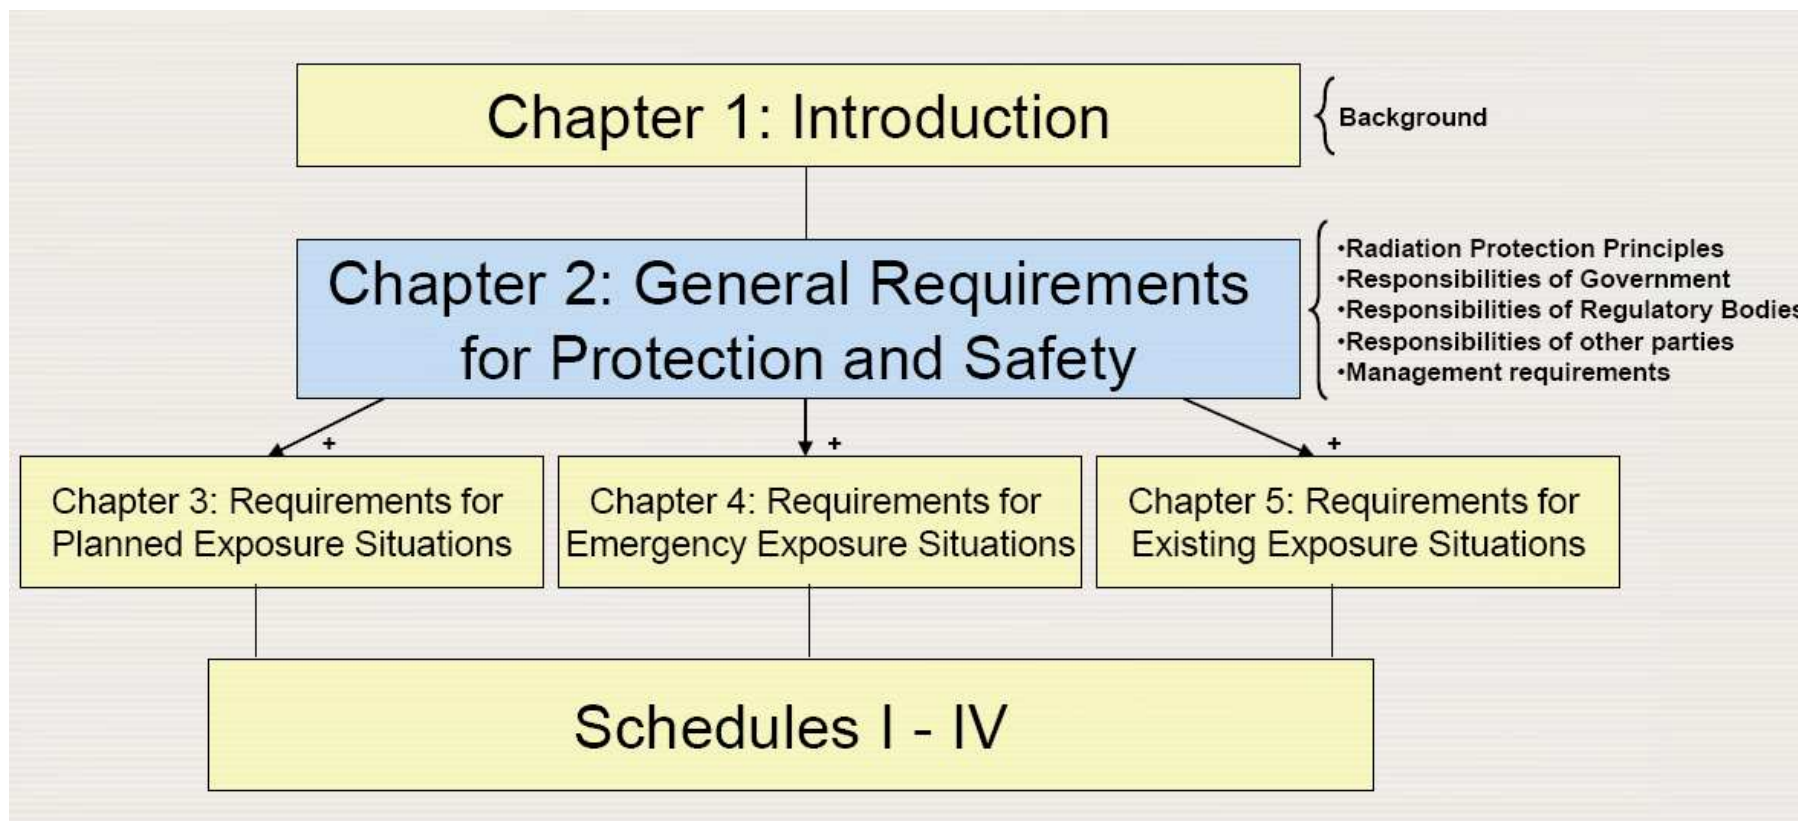 Chapter 1: Introduction
Background
Chapter 2: General Requirements
for Protection and Safety
•Radiation Protection Principles
•Responsibilities of Government
•Responsibilities of Regulatory Bodies
•Responsibilities of other parties
•Management requirements
+
+
+
Chapter 3: Requirements for
Planned Exposure Situations
Chapter 4: Requirements for
Emergency Exposure Situations
Chapter 5: Requirements for
Existing Exposure Situations
Schedules I - IV